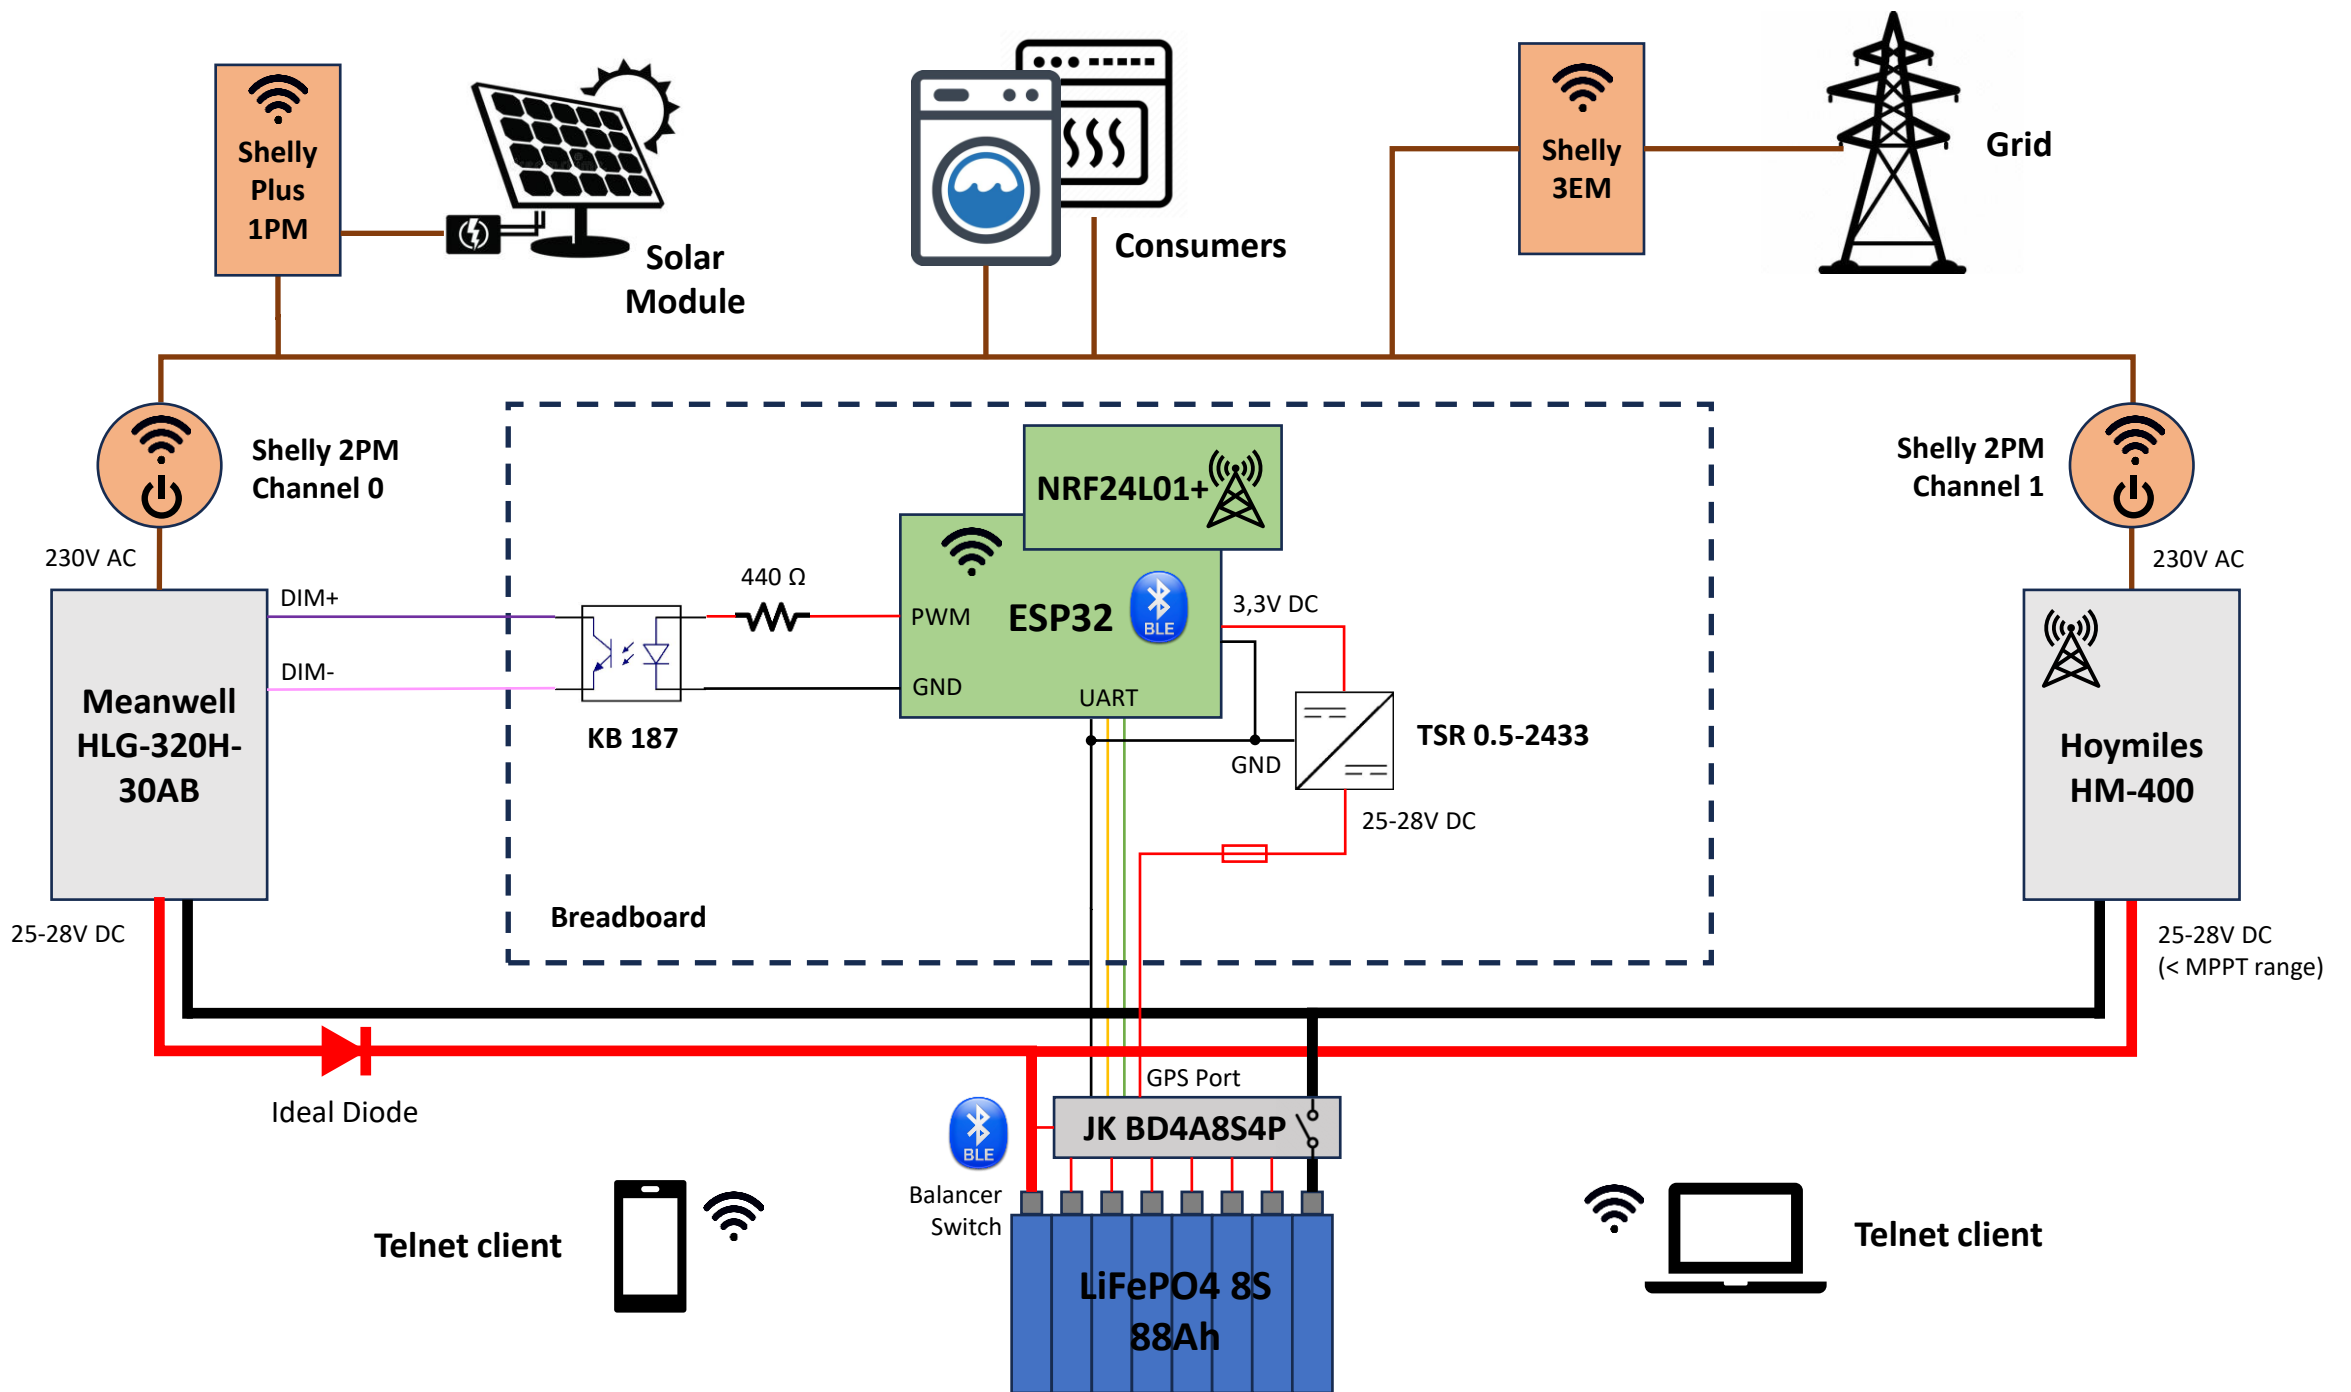 Shelly
Plus
1PM
Solar
Module
Consumers
Shelly
3EM
Grid
Shelly 2PM
Channel 0
230V AC
NRF24L01+
Shelly 2PM
Channel 1
230V AC
DIM+
DIM-
Meanwell
HLG-320H-
30AB
25-28V DC
440 Ω
KB 187
PWM
GND
ESP32
BLE
UART
3,3V DC
GND
TSR 0.5-2433
25-28V DC
Breadboard
Hoymiles
HM-400
25-28V DC
(< MPPT range)
Ideal Diode
GPS Port
JK BD4A8S4P
BLE
Balancer
Switch
LiFePO4 8S
88Ah
Telnet client
Telnet client